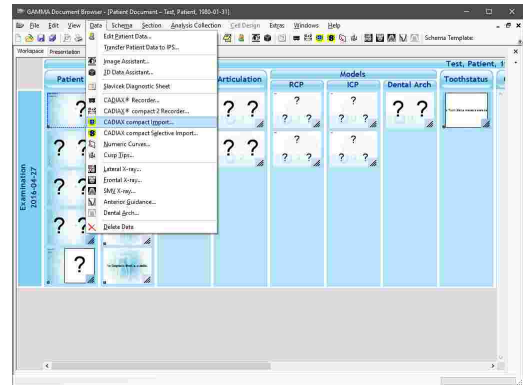 GAMMA Document Browser - [Patient Document - Test, Patient, 1980-01-31]
File Edit View Data Schema Section Analysis Collection Cell Design Extras Windows Help
Schema Template:
Workspace Presentation
Edit Patient Data...
Transfer Patient Data to IPS...
Image Assistant...
3D Data Assistant...
Slavicek Diagnostic Sheet
CADIAX® Recorder...
CADIAX® compact 2 Recorder...
CADIAX compact Import...
CADIAX compact Selective Import...
Numeric Curves...
Cusp Tips...
Lateral X-ray...
Frontal X-ray...
SMV X-ray...
Anterior Guidance...
Dental Arch...
Delete Data
Test, Patient, 1
Patient
Articulation
Models
RCP
ICP
Dental Arch
Toothstatus
Examination
2016-04-27